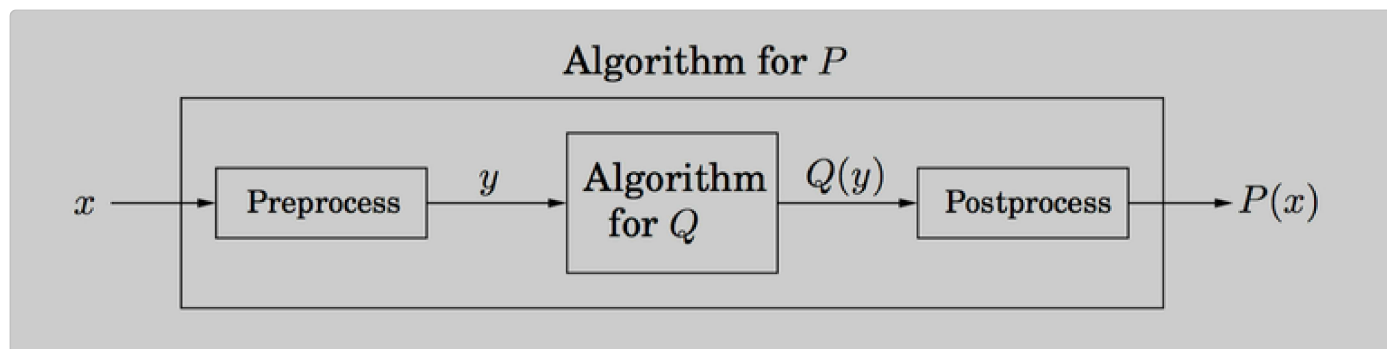 Algorithm for P
x
Preprocess
y
Algorithm
for Q
Q(y)
Postprocess
P(x)